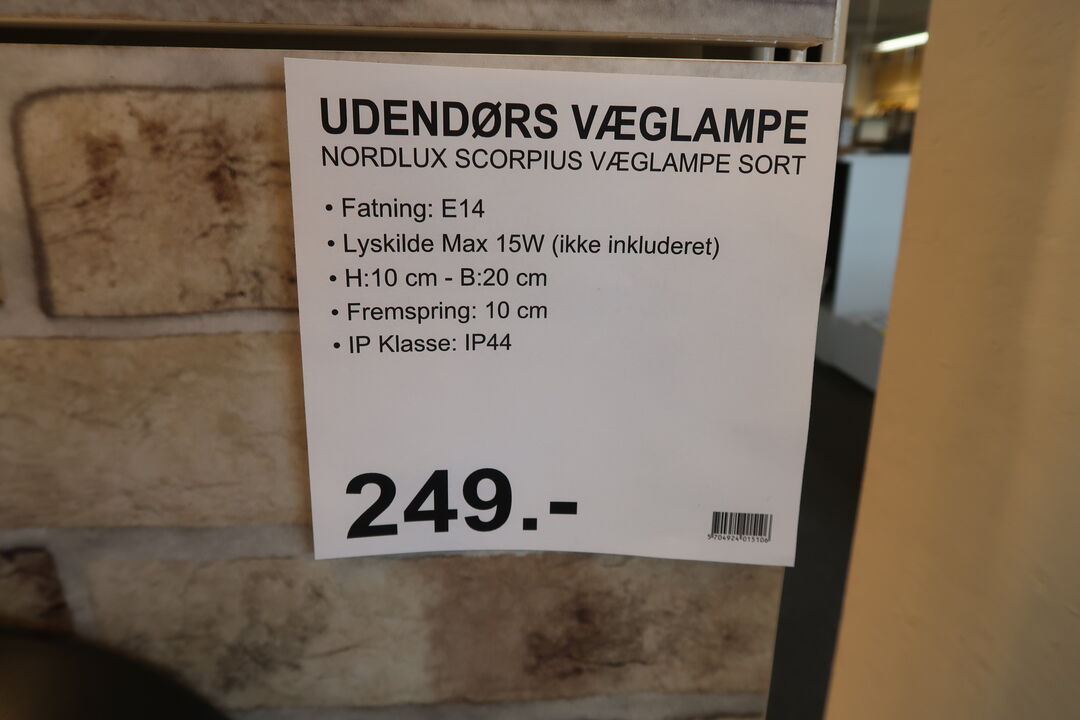 UDENDØRS VÆGLAMPE
NORDLUX SCORPIUS VÆGLAMPE SORT
• Fatning: E14
• Lyskilde Max 15W (ikke inkluderet)
• H:10 cm - B:20 cm
• Fremspring: 10 cm
• IP Klasse: IP44
249.-
5704924015106